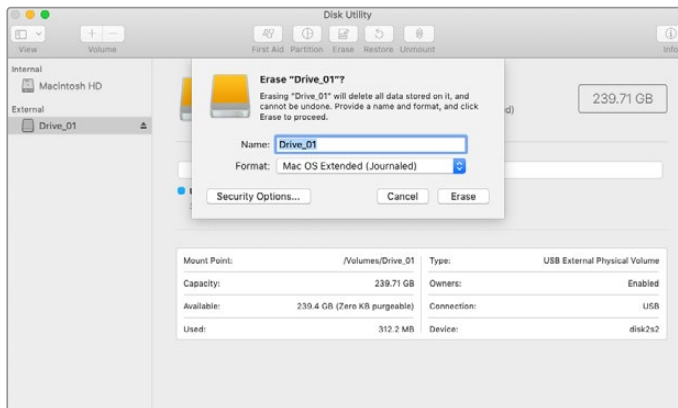 Disk Utility
View
Volume
First Aid Partition Erase Restore Unmount
Info
Internal
Macintosh HD
External
Drive_01
Erase "Drive_01"?
Erasing "Drive_01" will delete all data stored on it, and
cannot be undone. Provide a name and format, and click
Erase to proceed.
239.71 GB
Name: Drive_01
Format: Mac OS Extended (Journaled)
Security Options... Cancel Erase
Mount Point: /Volumes/Drive_01 Type: USB External Physical Volume
Capacity: 239.71 GB Owners: Enabled
Available: 239.4 GB (Zero KB purgeable) Connection: USB
Used: 312.2 MB Device: disk2s2